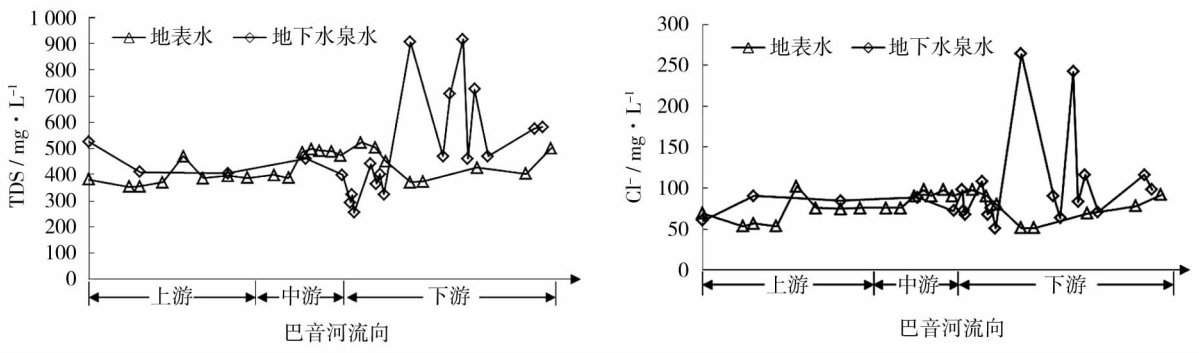 TDS / mg·L⁻¹
1 000
900
800
700
600
500
400
300
200
100
0
地表水 地下水泉水
上游 中游 下游
巴音河流向
Cl⁻ / mg·L⁻¹
300
250
200
150
100
50
0
地表水 地下水泉水
上游 中游 下游
巴音河流向